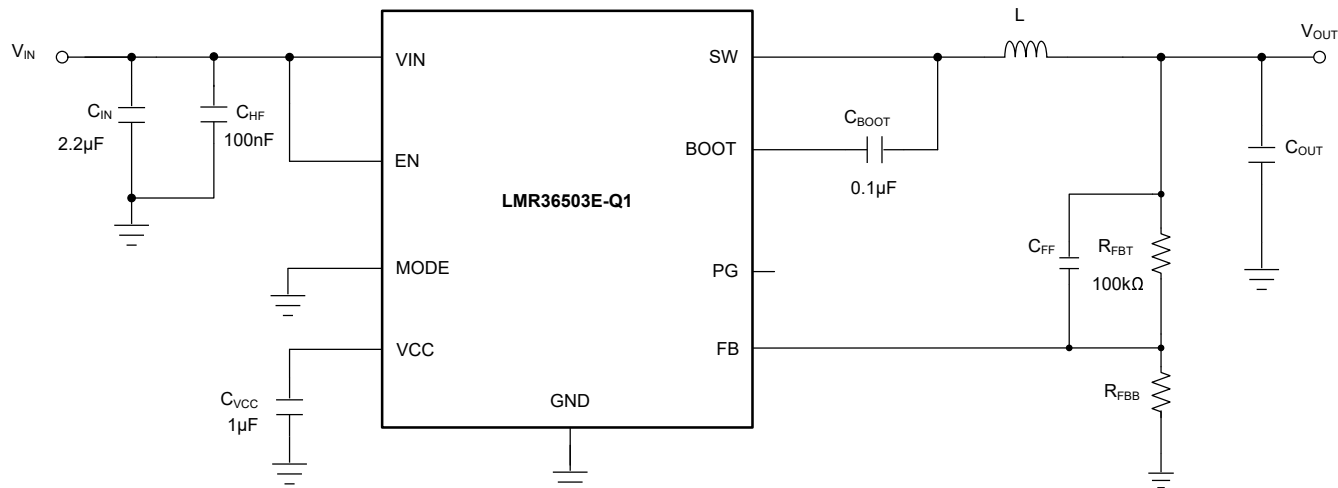 L
V_IN
V_OUT
VIN
SW
C_IN
2.2µF
C_HF
100nF
C_BOOT
0.1µF
C_OUT
EN
BOOT
LMR36503E-Q1
C_FF
R_FBT
100kΩ
MODE
PG
VCC
FB
C_VCC
1µF
GND
R_FBB